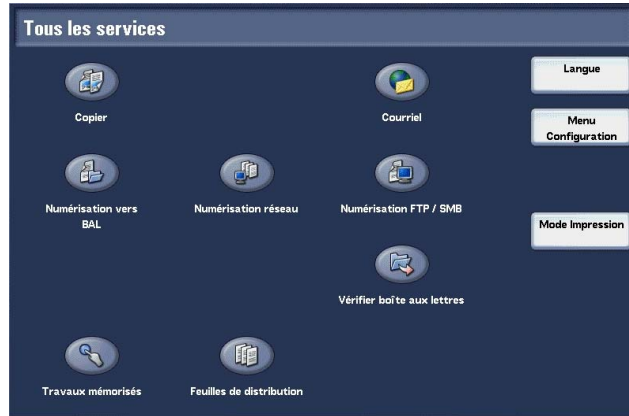 Tous les services
Copier
Courriel
Langue
Menu
Configuration
Numérisation vers
BAL
Numérisation réseau
Numérisation FTP / SMB
Mode Impression
Vérifier boîte aux lettres
Travaux mémorisés
Feuilles de distribution